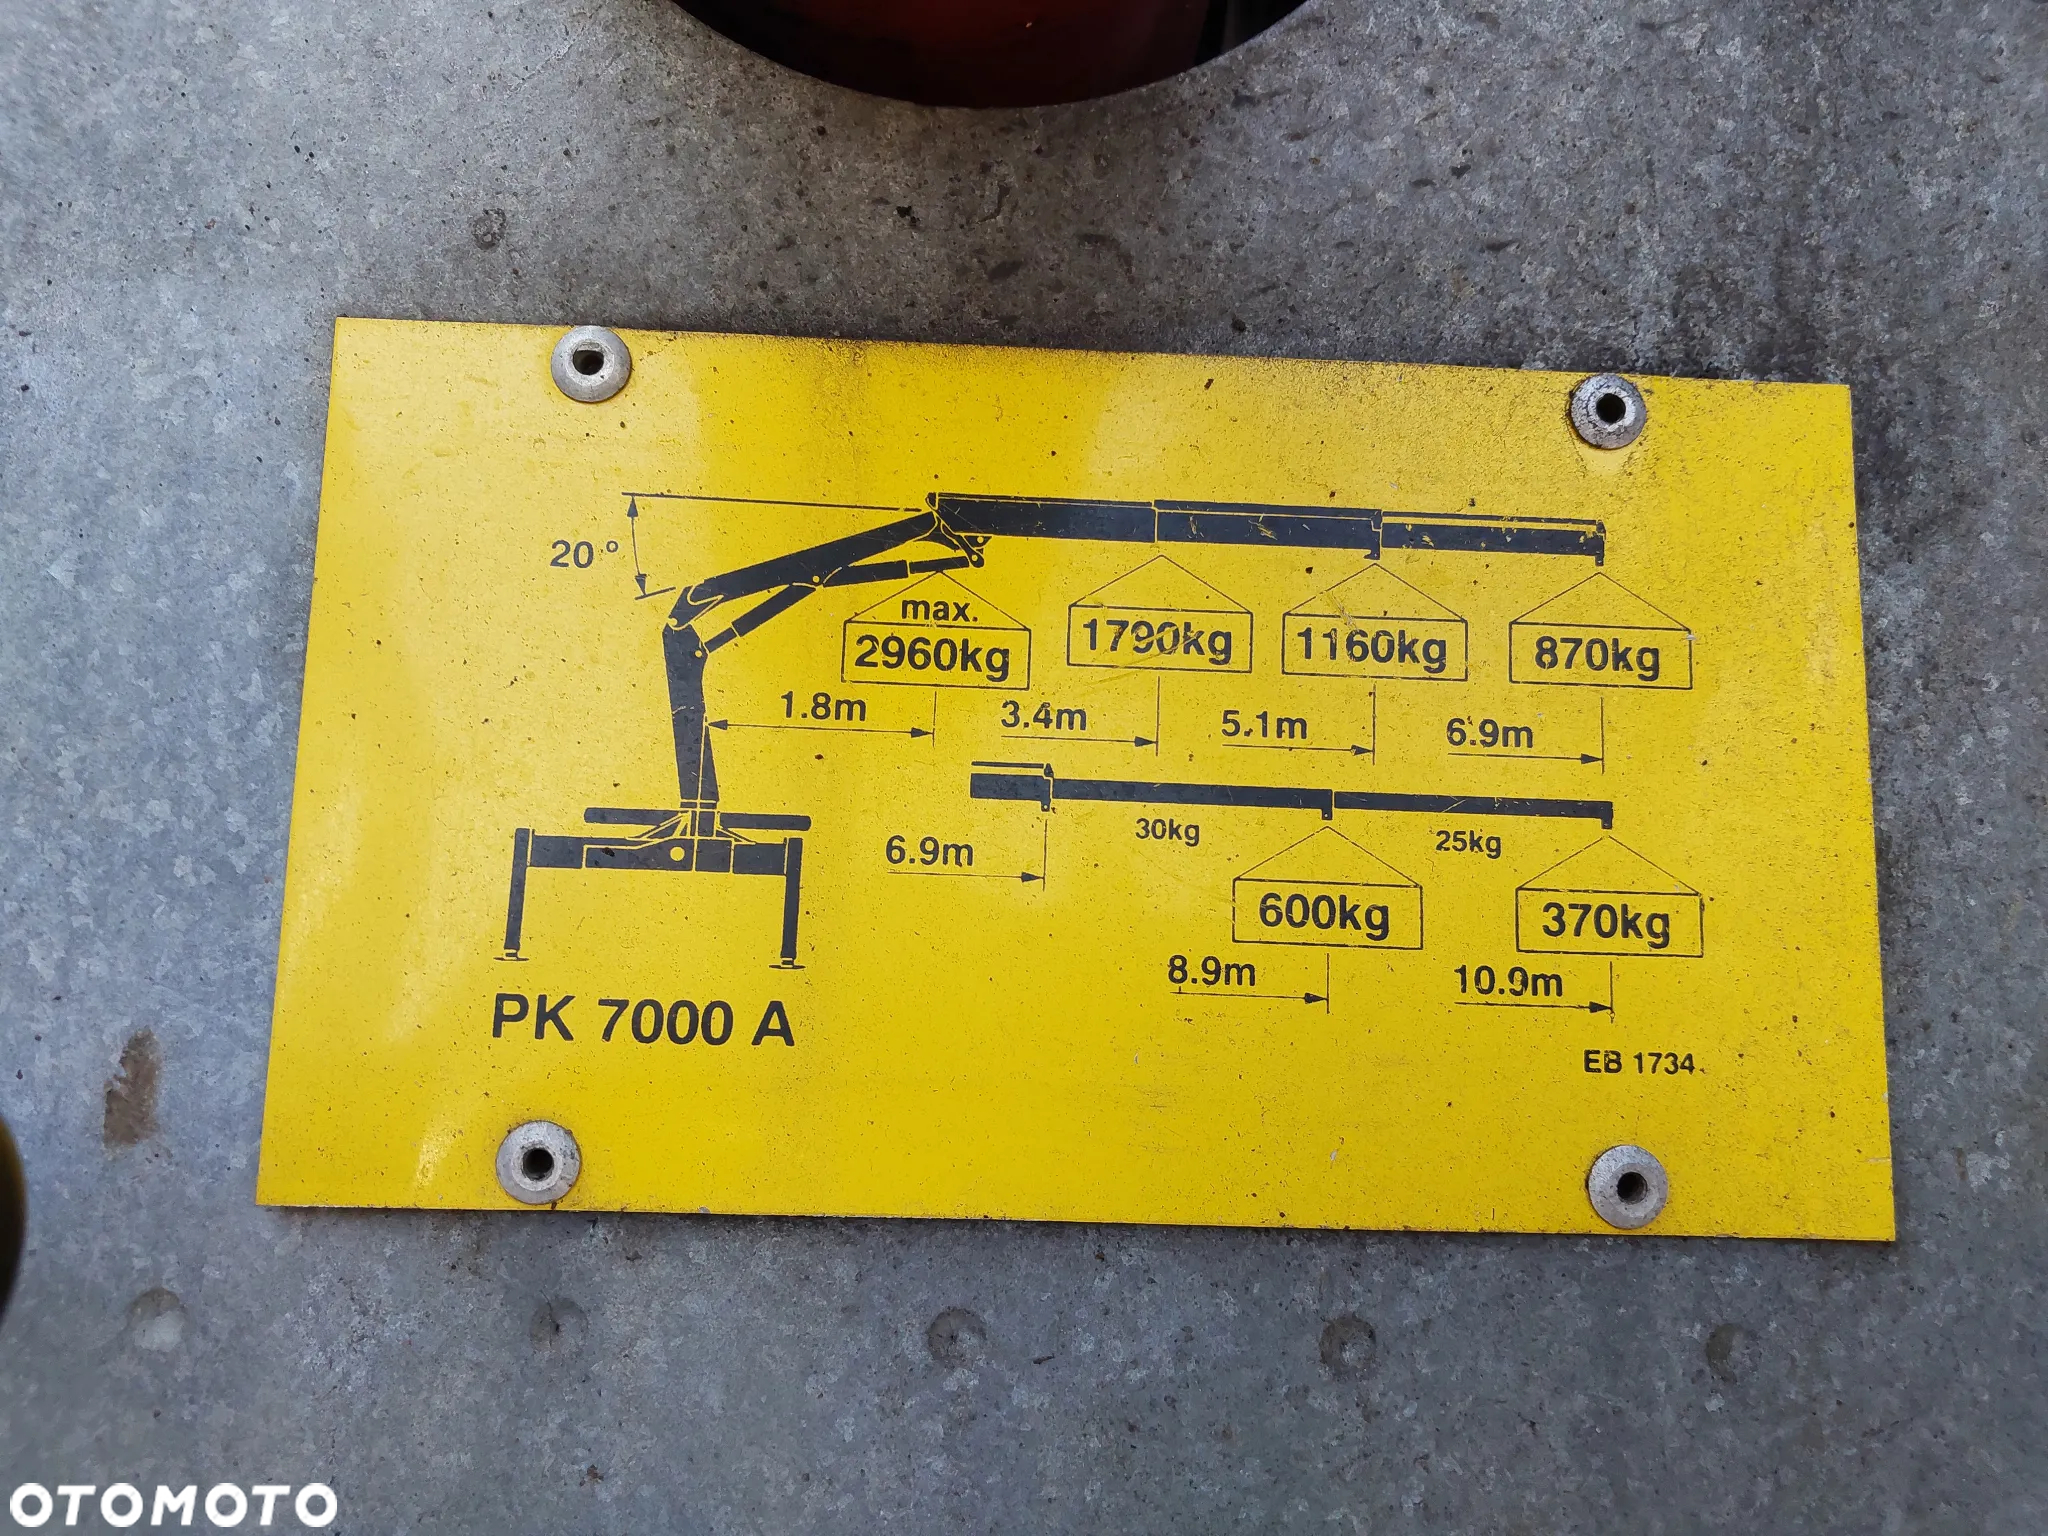 20°
max.
2960kg
1790kg
1160kg
870kg
1.8m
3.4m
5.1m
6.9m
30kg
25kg
6.9m
600kg
370kg
8.9m
10.9m
PK 7000 A
EB 1734
OTOMOTO